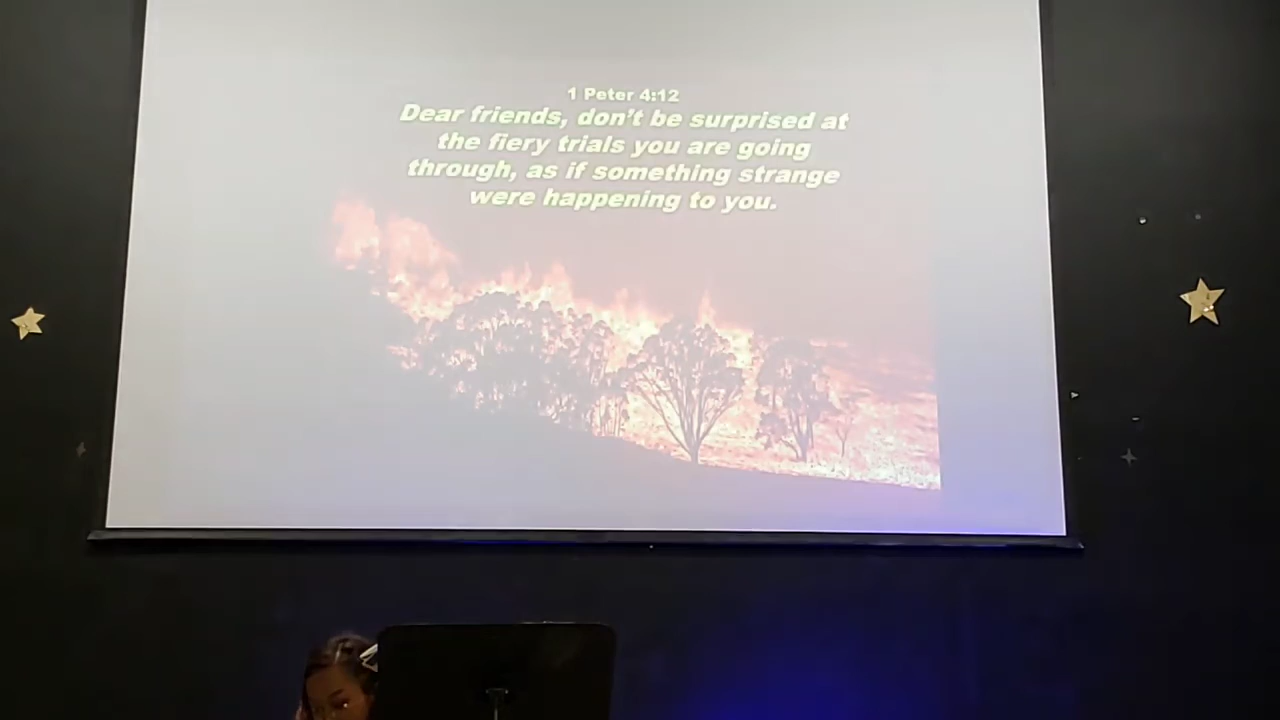 1 Peter 4:12
Dear friends, don't be surprised at
the fiery trials you are going
through, as if something strange
were happening to you.